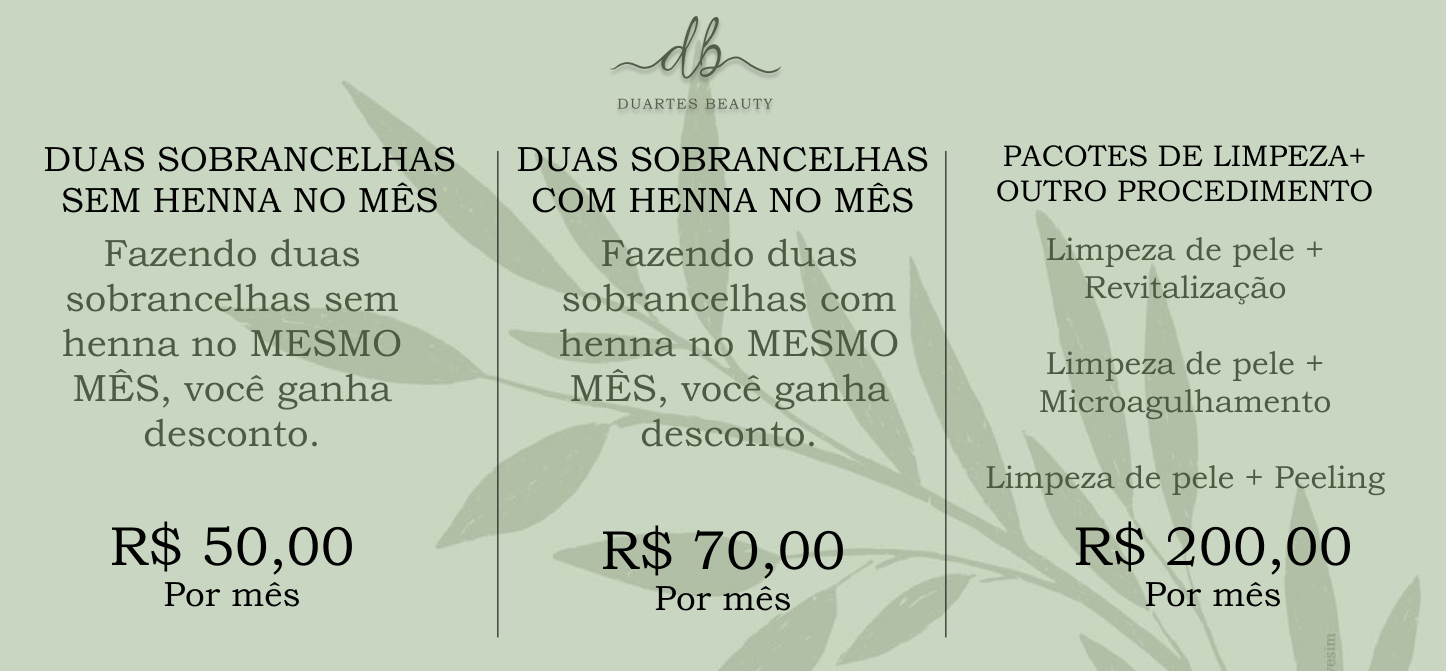 db
DUARTES BEAUTY
DUAS SOBRANCELHAS
SEM HENNA NO MÊS
Fazendo duas
sobrancelhas sem
henna no MESMO
MÊS, você ganha
desconto.
R$ 50,00
Por mês
DUAS SOBRANCELHAS
COM HENNA NO MÊS
Fazendo duas
sobrancelhas com
henna no MESMO
MÊS, você ganha
desconto.
R$ 70,00
Por mês
PACOTES DE LIMPEZA+
OUTRO PROCEDIMENTO
Limpeza de pele +
Revitalização
Limpeza de pele +
Microagulhamento
Limpeza de pele + Peeling
R$ 200,00
Por mês